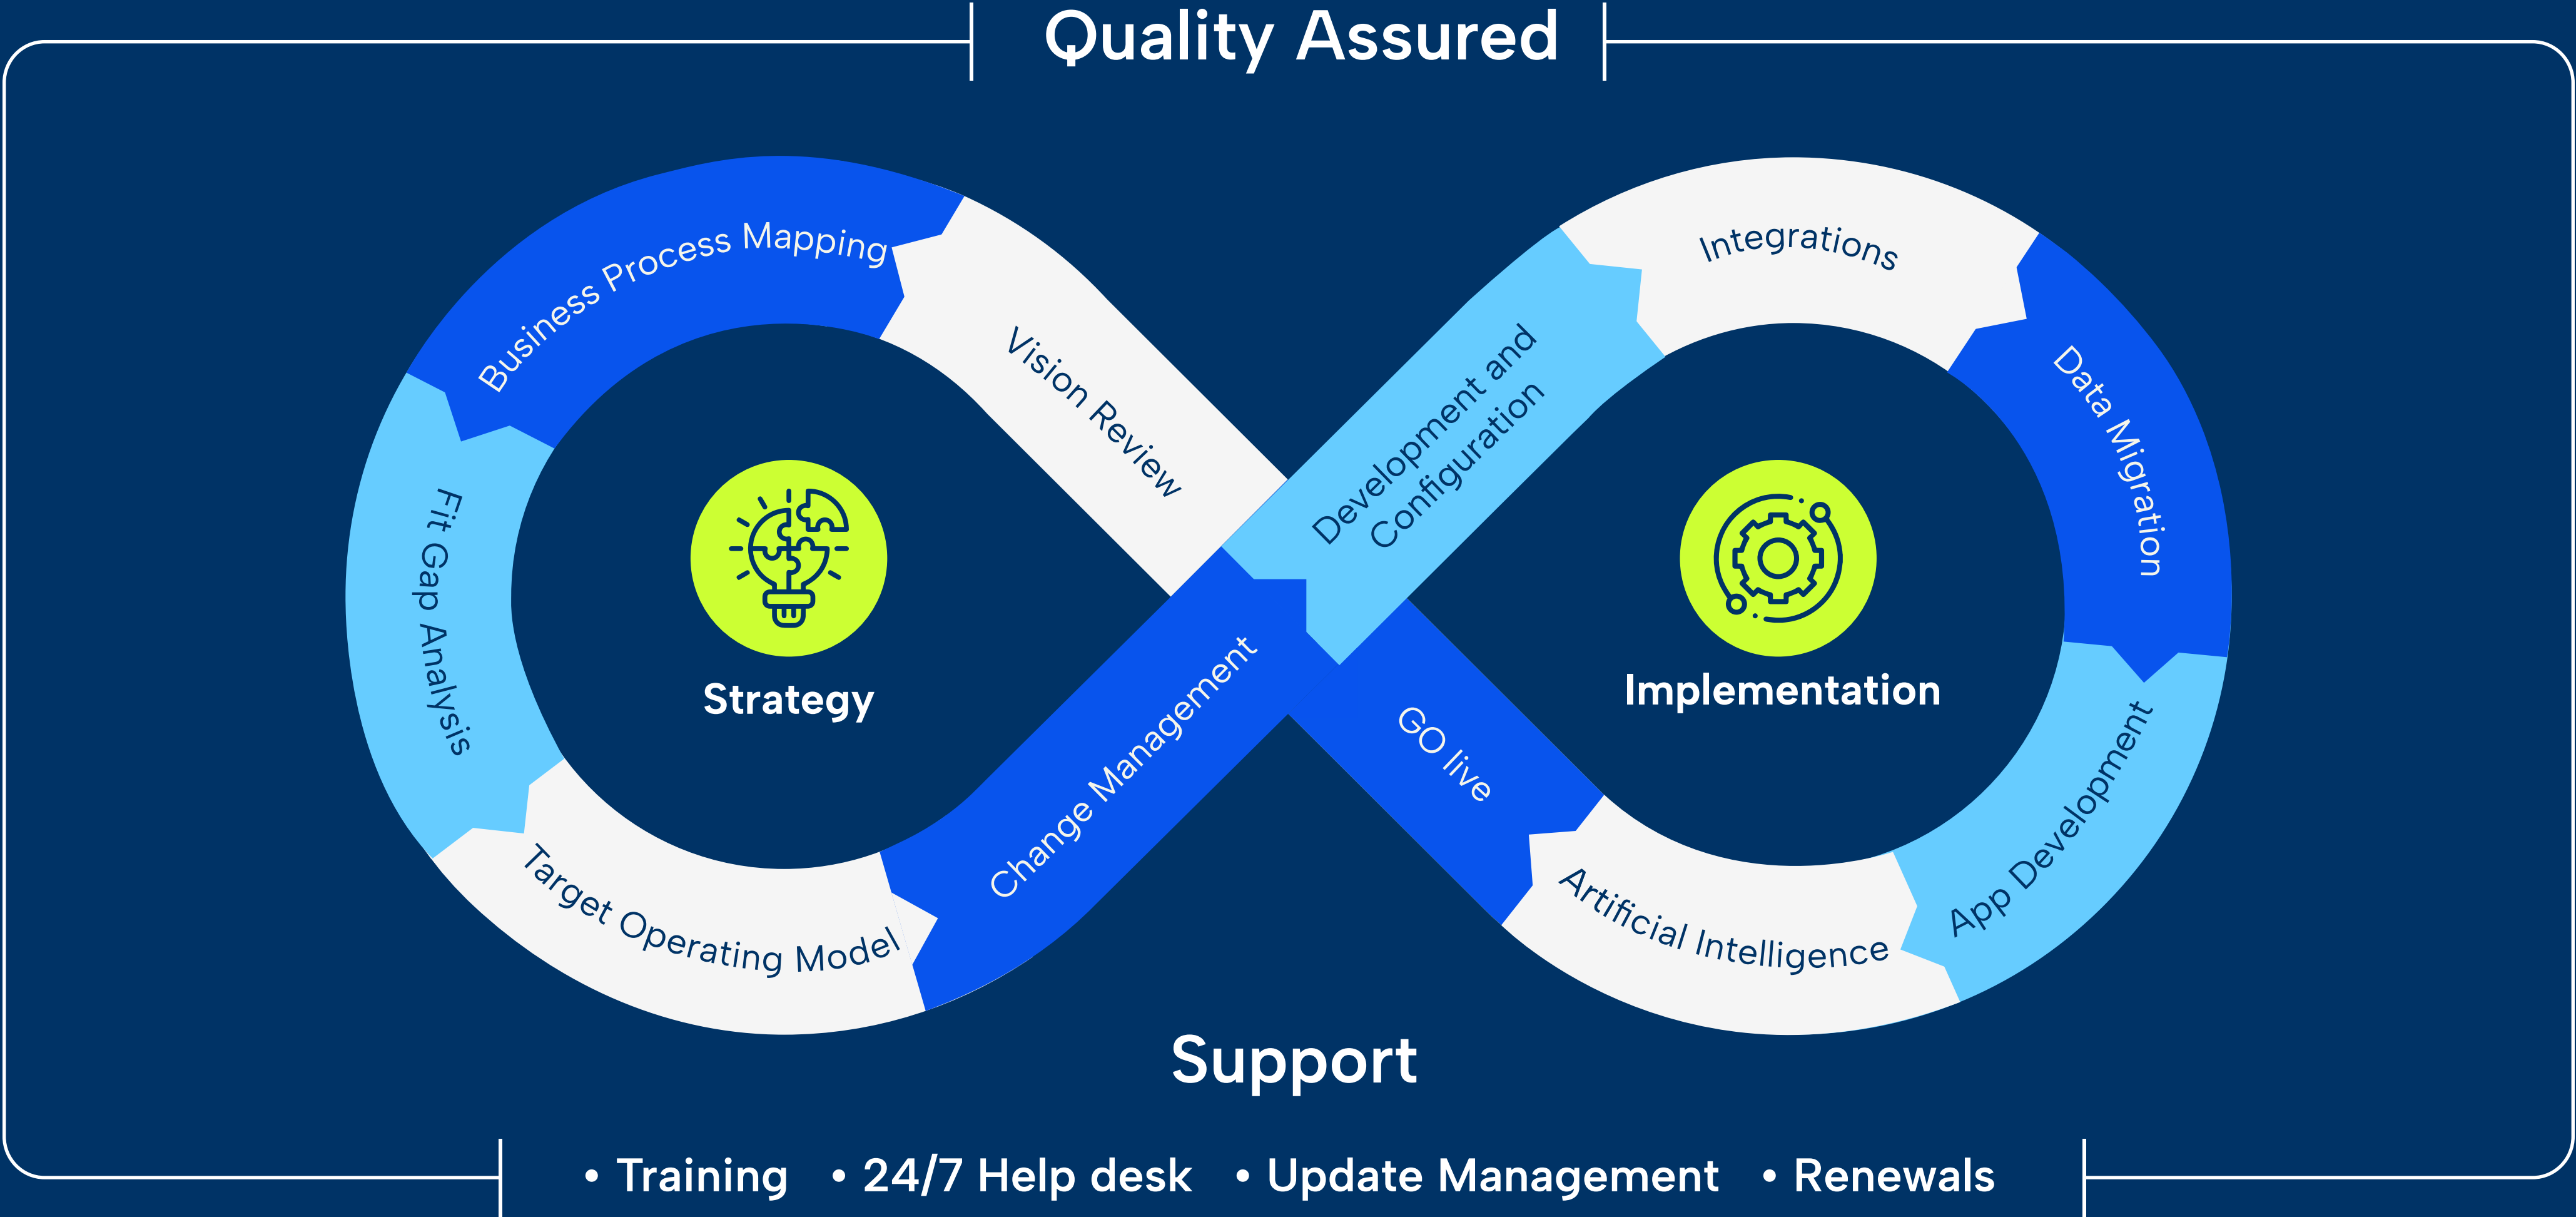 Quality Assured
Business Process Mapping
Vision Review
Fit Gap Analysis
Target Operating Model
Change Management
Strategy
Development and
Configuration
Integrations
Data Migration
App Development
Artificial Intelligence
GO live
Implementation
Support
• Training • 24/7 Help desk • Update Management • Renewals